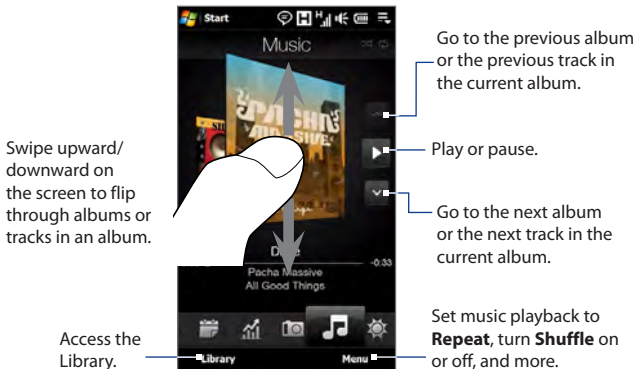 Start
Music
Go to the previous album
or the previous track in
the current album.
Swipe upward/
downward on
the screen to flip
through albums or
tracks in an album.
PACHA
MASSIVE
Play or pause.
Go to the next album
or the next track in the
current album.
-0:33
Pacha Massive
All Good Things
Access the
Library.
Library
Menu
Set music playback to
Repeat, turn Shuffle on
or off, and more.